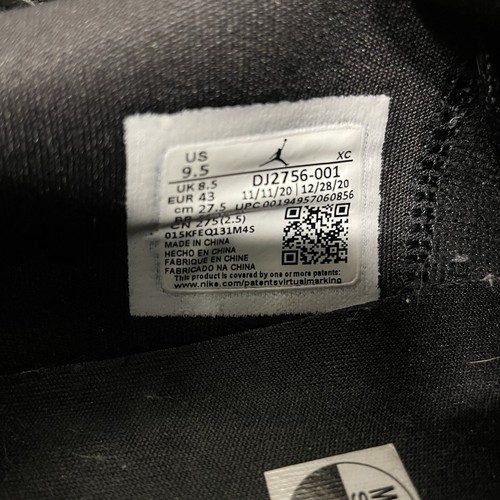 US
9.5
XC
UK 8.5
DJ2756-001
EUR 43
11/11/20 12/28/20
cm 27.5 UPC 00194957060856
CN 275(2.5)
015KFEQ131M4S
MADE IN CHINA
HECHO EN CHINA
FABRIQUE EN CHINE
FABRICADO NA CHINA
This product is covered by one or more patents:
www.nike.com/patentsvirtualmarking